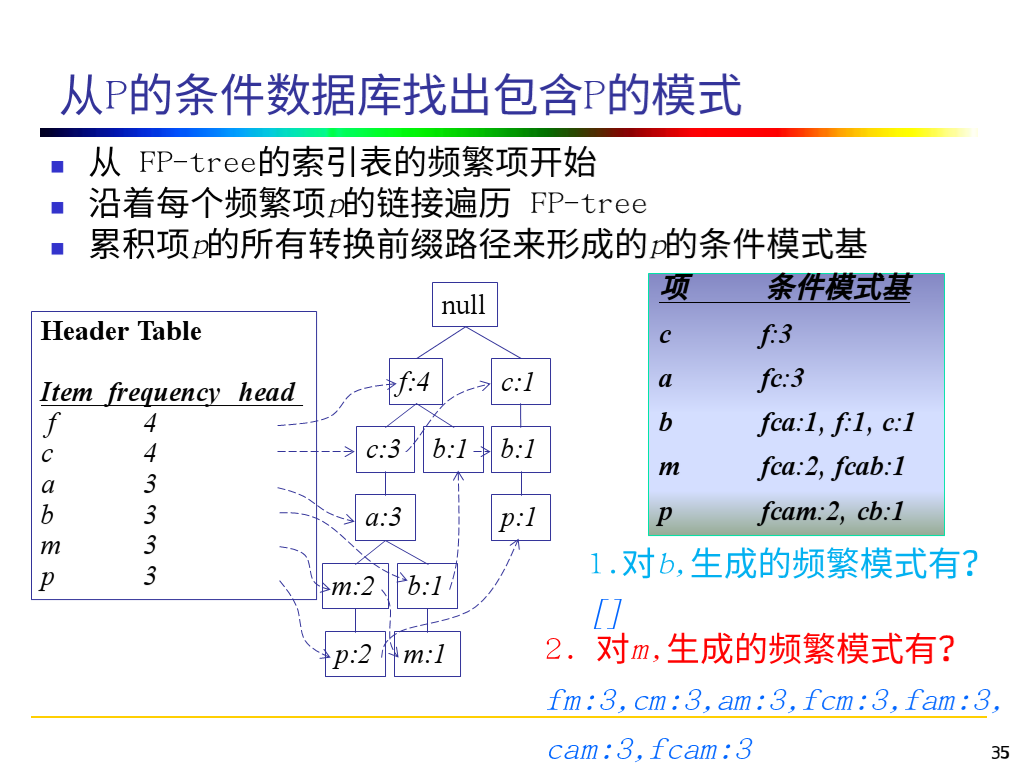 从P的条件数据库找出包含P的模式
从 FP-tree的索引表的频繁项开始
沿着每个频繁项p的链接遍历 FP-tree
累积项p的所有转换前缀路径来形成的p的条件模式基
Header Table
Item frequency head
f 4
c 4
a 3
b 3
m 3
p 3
null
f:4 c:1
c:3 b:1 b:1
a:3 p:1
m:2 b:1
p:2 m:1
项 条件模式基
c f:3
a fc:3
b fca:1, f:1, c:1
m fca:2, fcab:1
p fcam:2, cb:1
1.对b,生成的频繁模式有?
[]
2. 对m,生成的频繁模式有?
fm:3,cm:3,am:3,fcm:3,fam:3,
cam:3,fcam:3
35